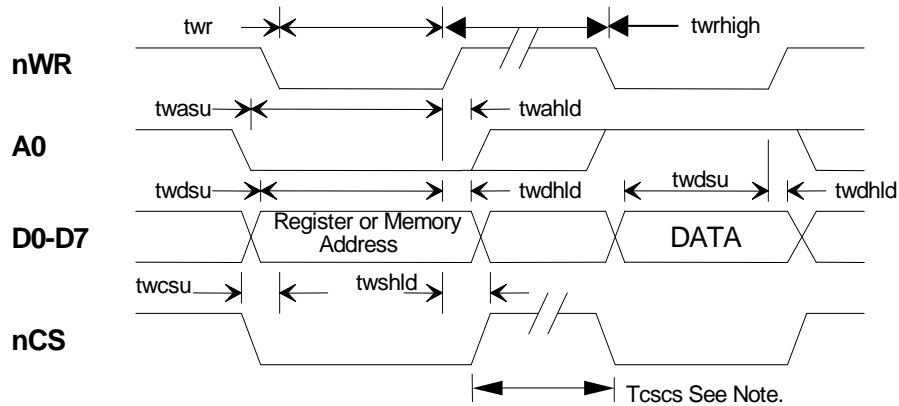 twr
twrhigh
nWR
twasu
twahld
A0
twdsu
twdhld
twdsu
twdhld
D0-D7
Register or Memory
Address
DATA
twcsu
twshld
nCS
Tcscs See Note.